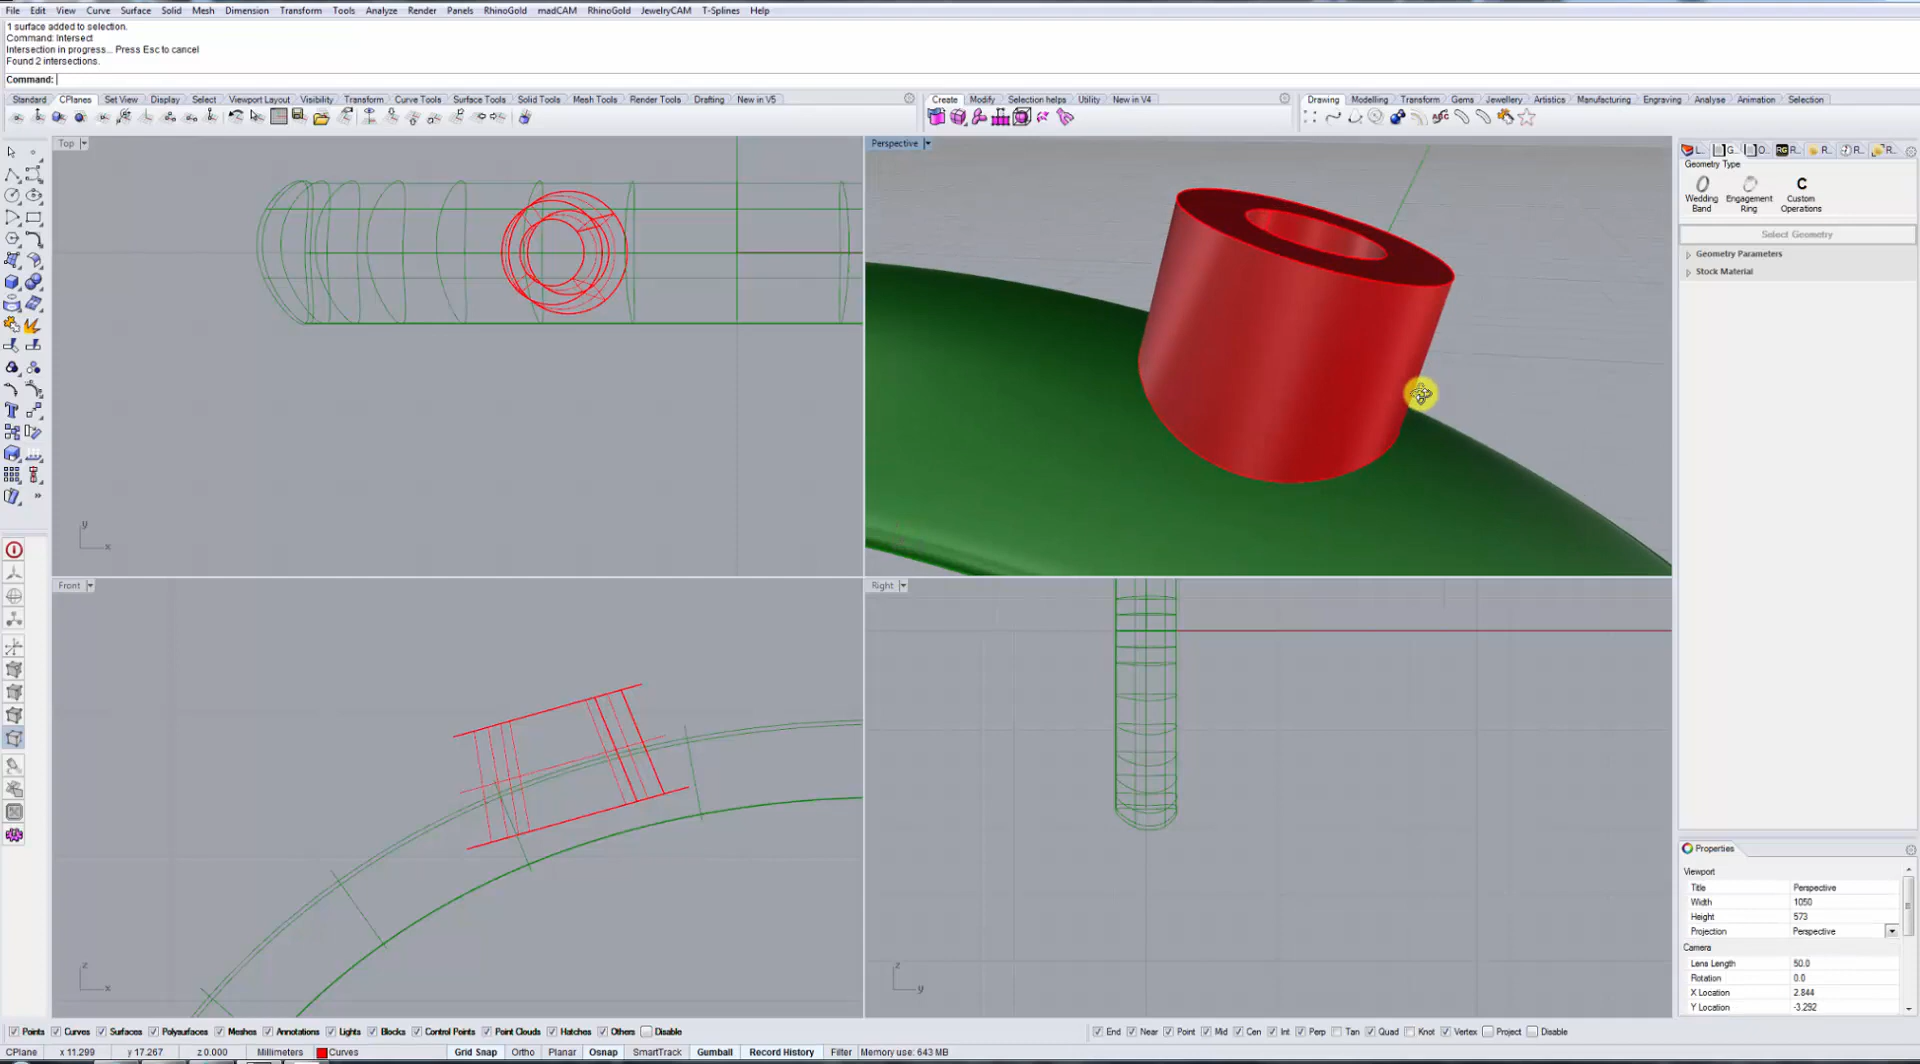 File Edit View Curve Surface Solid Mesh Dimension Transform Tools Analyze Render Panels RhinoGold madCAM RhinoGold JewelryCAM T-Splines Help
1 surface added to selection.
Command: Intersect
Intersection in progress... Press Esc to cancel
Found 2 intersections.
Command:
Standard CPlanes Set View Display Select Viewport Layout Visibility Transform Curve Tools Surface Tools Solid Tools Mesh Tools Render Tools Drafting New in V5
Create Modify Selection helps Utility New in V4
Drawing Modelling Transform Gems Jewellery Artistics Manufacturing Engraving Analyse Animation Selection
Top
Perspective
L... G... O... RG R... R... R... R...
Geometry Type
C
Wedding Band
Engagement Ring
Custom Operations
Select Geometry
Geometry Parameters
Stock Material
y
x
Front
Right
z
x
z
y
Properties
Viewport
Title Perspective
Width 1050
Height 573
Projection Perspective
Camera
Lens Length 50.0
Rotation 0.0
X Location 2.844
Y Location -3.292
Points Curves Surfaces Polysurfaces Meshes Annotations Lights Blocks Control Points Point Clouds Hatches Others Disable
End Near Point Mid Cen Int Perp Tan Quad Knot Vertex Project Disable
CPlane x 11.299 y 17.267 z 0.000 Millimeters Curves Grid Snap Ortho Planar Osnap SmartTrack Gumball Record History Filter Memory use: 643 MB